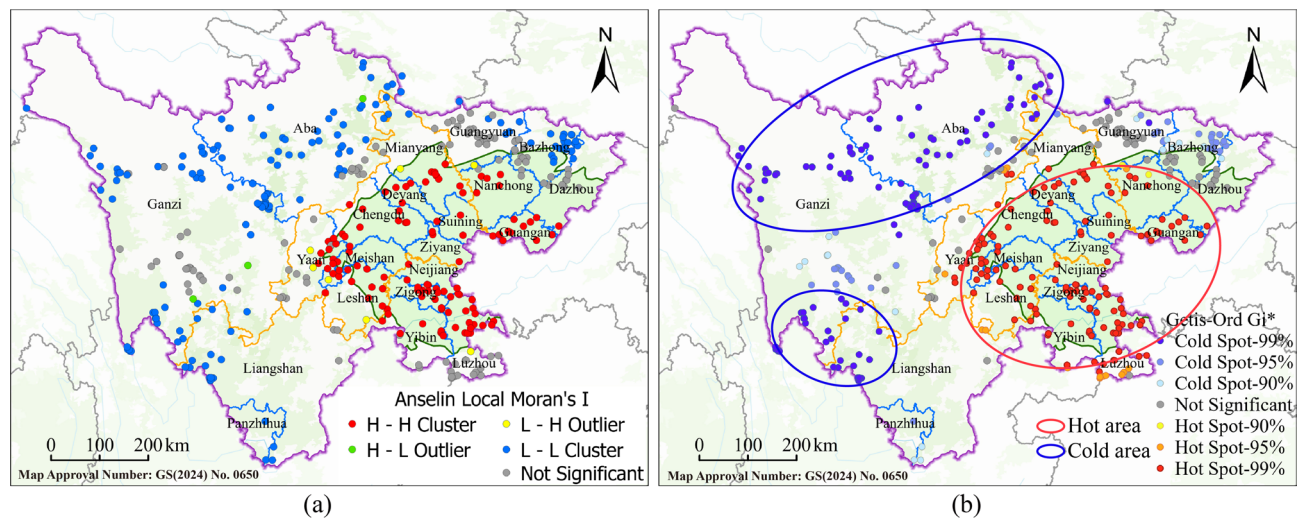 N
Aba
Guangyuan
Bazhong
Mianyang
Nanchong
Dazhou
Ganzi
Deyang
Chengdu
Suining
Guangan
Ziyang
Yaan
Meishan
Neijiang
Leshan
Zigong
Yibin
Luzhou
Liangshan
Panzhihua
Anselin Local Moran's I
H - H Cluster
L - H Outlier
H - L Outlier
L - L Cluster
Not Significant
0 100 200 km
Map Approval Number: GS(2024) No. 0650
(a)
N
Aba
Guangyuan
Bazhong
Mianyang
Nanchong
Dazhou
Ganzi
Deyang
Chengdu
Suining
Guangan
Ziyang
Yaan
Meishan
Neijiang
Leshan
Zigong
Yibin
Luzhou
Liangshan
Panzhihua
Getis-Ord Gi*
Cold Spot-99%
Cold Spot-95%
Cold Spot-90%
Not Significant
Hot Spot-90%
Hot Spot-95%
Hot Spot-99%
Hot area
Cold area
0 100 200 km
Map Approval Number: GS(2024) No. 0650
(b)